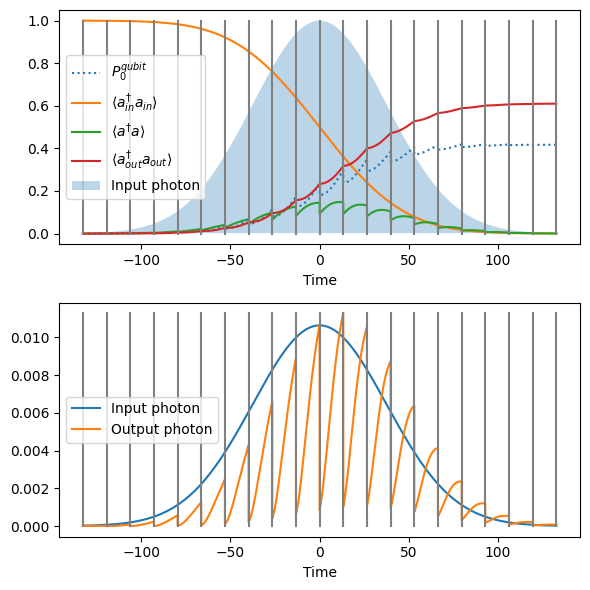 1.0
0.8
0.6
0.4
0.2
0.0
P_0^{qubit}
⟨a_{in}^† a_{in}⟩
⟨a^† a⟩
⟨a_{out}^† a_{out}⟩
Input photon
−100 −50 0 50 100
Time
0.010
0.008
0.006
0.004
0.002
0.000
Input photon
Output photon
−100 −50 0 50 100
Time